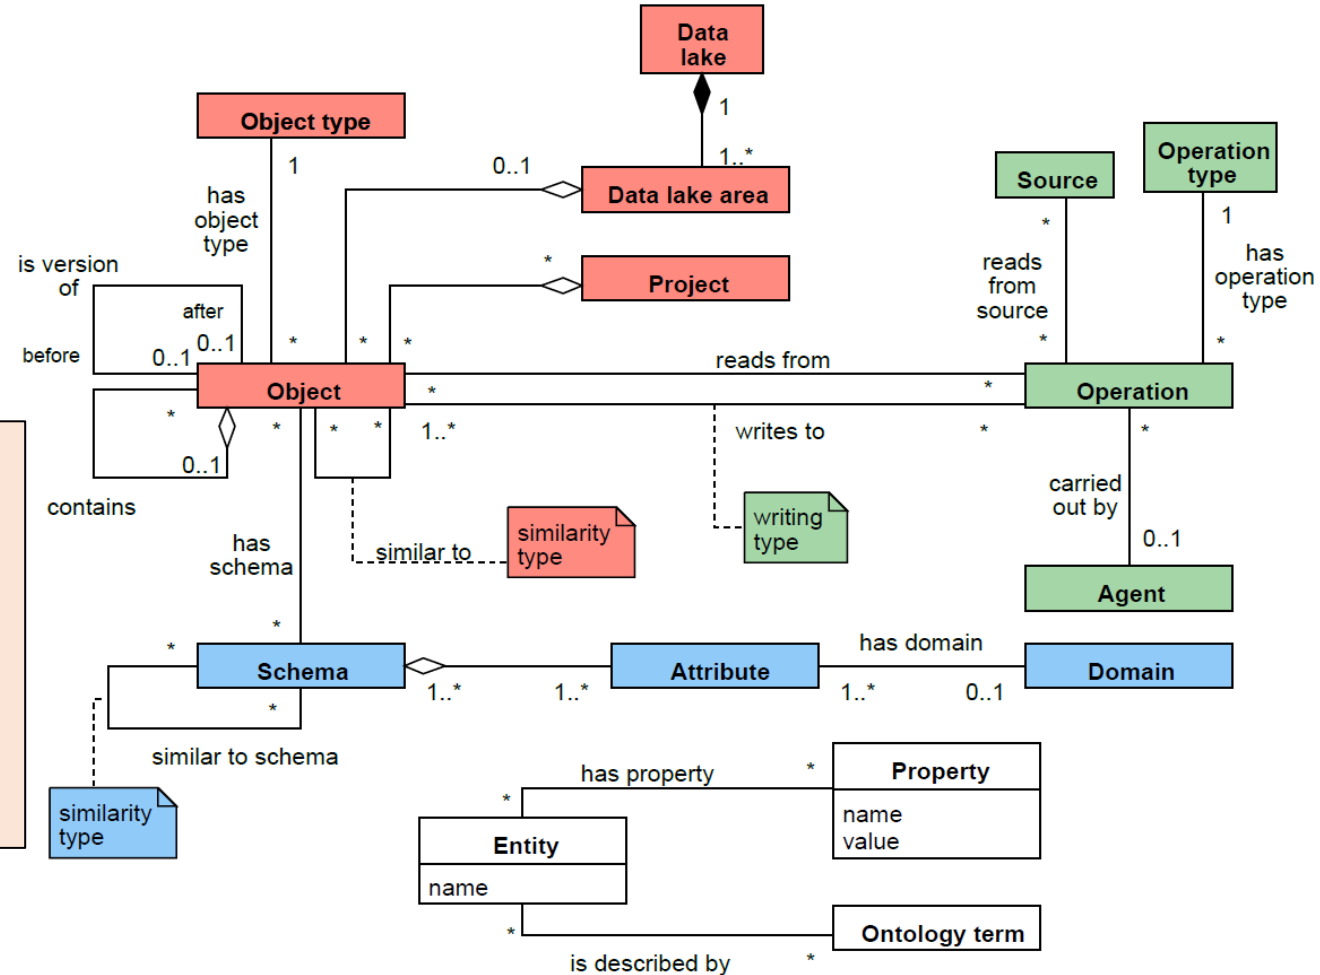 Data
lake
1
1..*
Object type
1
0..1
Data lake area
Operation
type
Source
*
1
has
object
type
*
Project
reads
from
source
has
operation
type
is version
of
after
before
0..1
0..1
*
*
*
*
*
reads from
Object
*
*
Operation
*
0..1
*
*
*
1..*
writes to
*
*
contains
carried
out by
0..1
has
schema
similar to
similarity
type
writing
type
Agent
*
*
Schema
1..*
1..*
Attribute
has domain
1..*
0..1
Domain
*
similar to schema
similarity
type
has property
*
*
Property
name
value
Entity
name
*
Ontology term
is described by
*